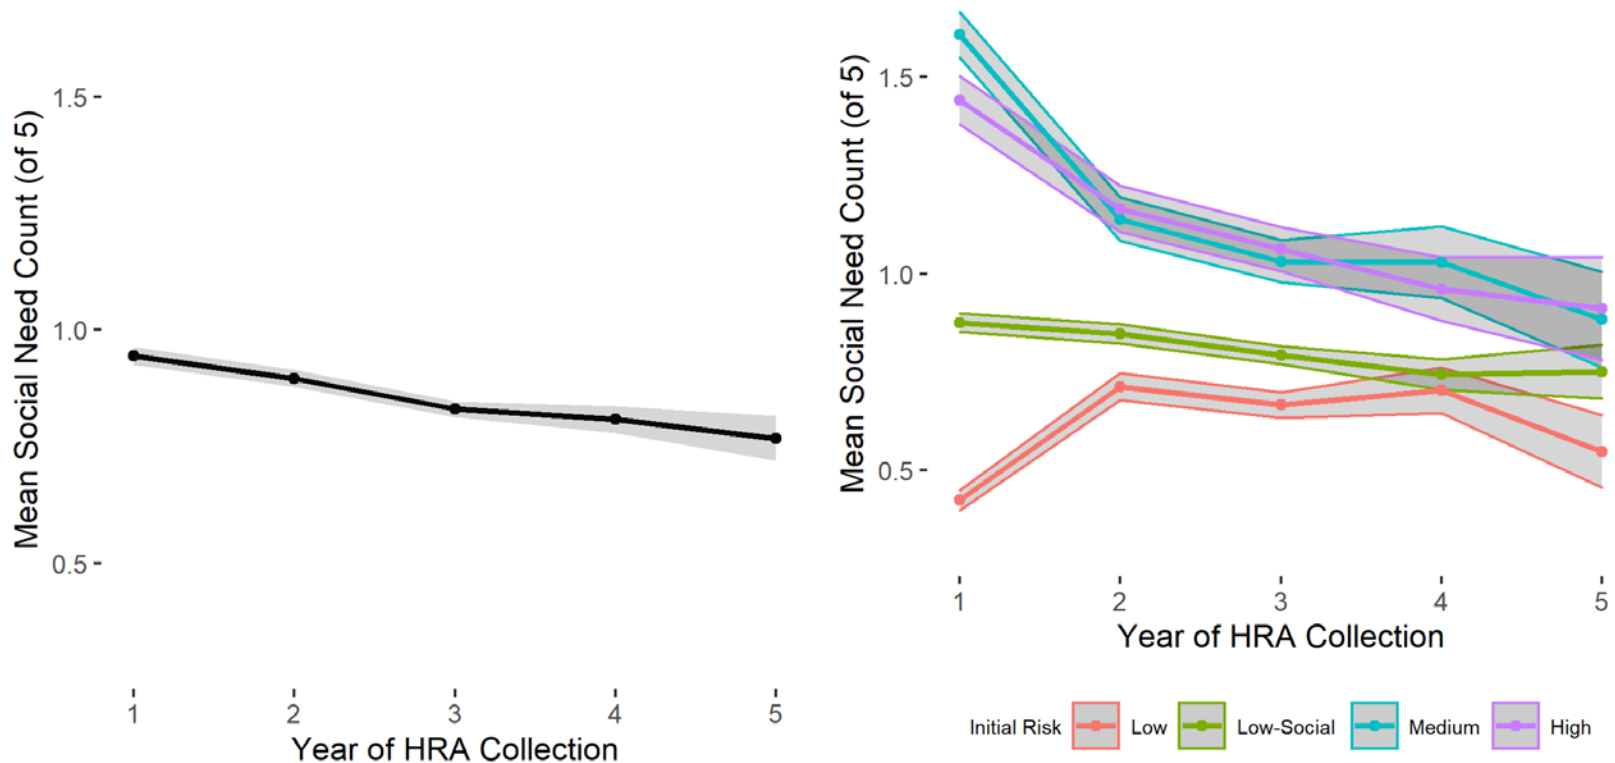 Mean Social Need Count (of 5)
1.5
1.0
0.5
1 2 3 4 5
Year of HRA Collection
Mean Social Need Count (of 5)
1.5
1.0
0.5
1 2 3 4 5
Year of HRA Collection
Initial Risk Low Low-Social Medium High